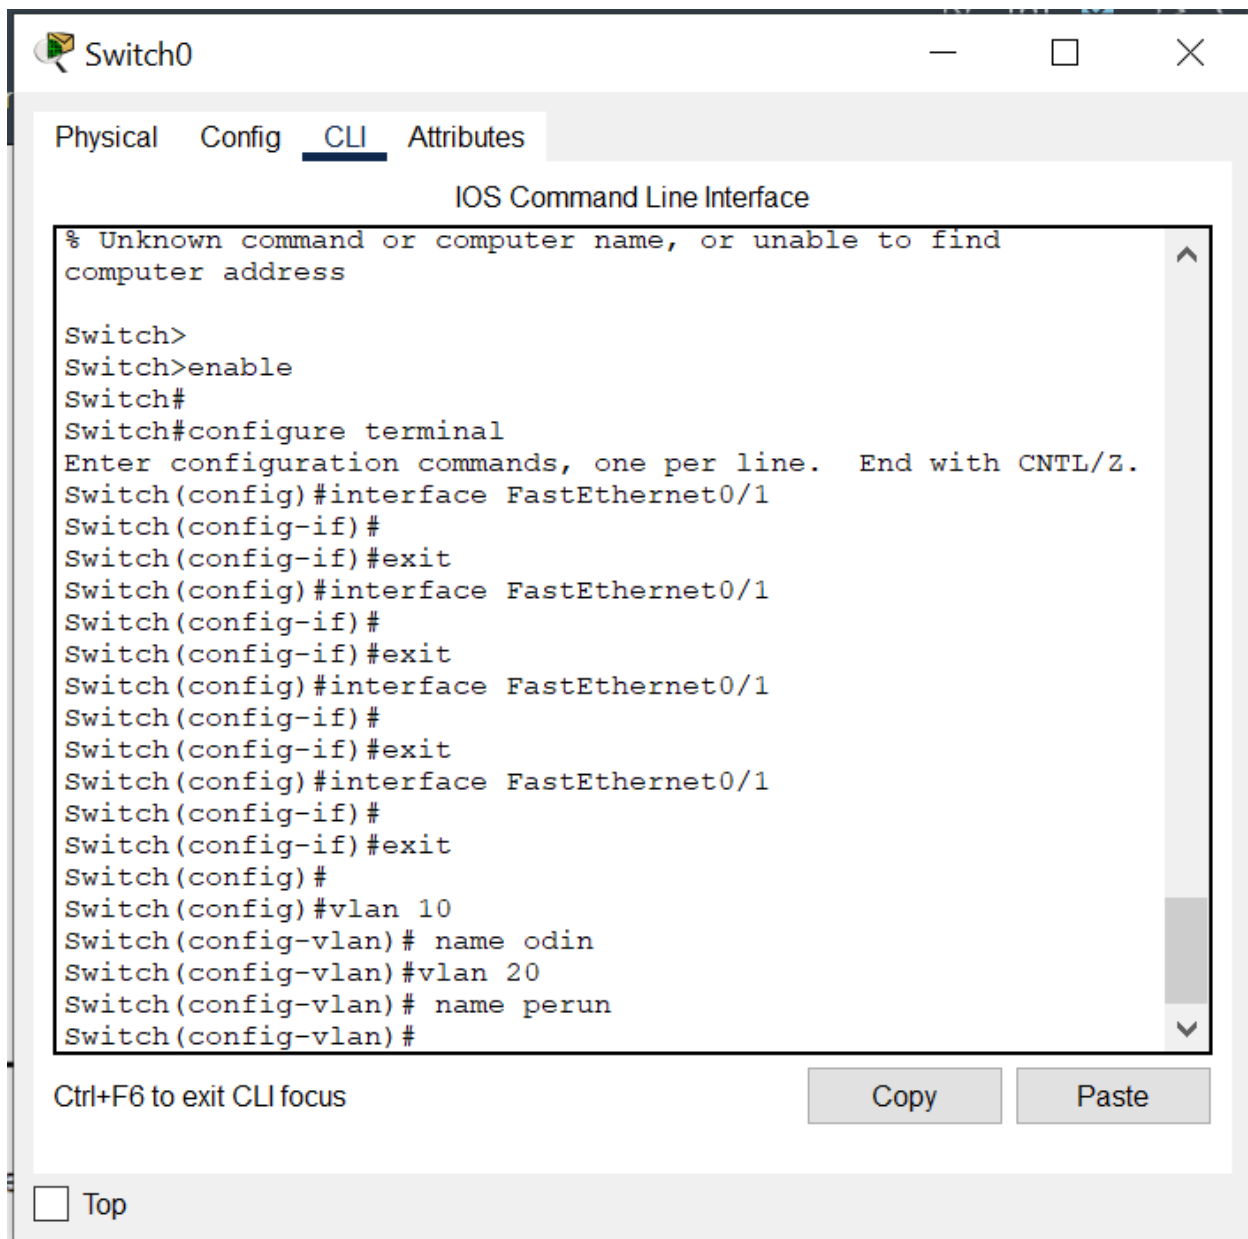 Switch0
Physical Config CLI Attributes
IOS Command Line Interface
% Unknown command or computer name, or unable to find
computer address
Switch>
Switch>enable
Switch#
Switch#configure terminal
Enter configuration commands, one per line.  End with CNTL/Z.
Switch(config)#interface FastEthernet0/1
Switch(config-if)#
Switch(config-if)#exit
Switch(config)#interface FastEthernet0/1
Switch(config-if)#
Switch(config-if)#exit
Switch(config)#interface FastEthernet0/1
Switch(config-if)#
Switch(config-if)#exit
Switch(config)#interface FastEthernet0/1
Switch(config-if)#
Switch(config-if)#exit
Switch(config)#
Switch(config)#vlan 10
Switch(config-vlan)# name odin
Switch(config-vlan)#vlan 20
Switch(config-vlan)# name perun
Switch(config-vlan)#
Ctrl+F6 to exit CLI focus
Copy Paste
Top